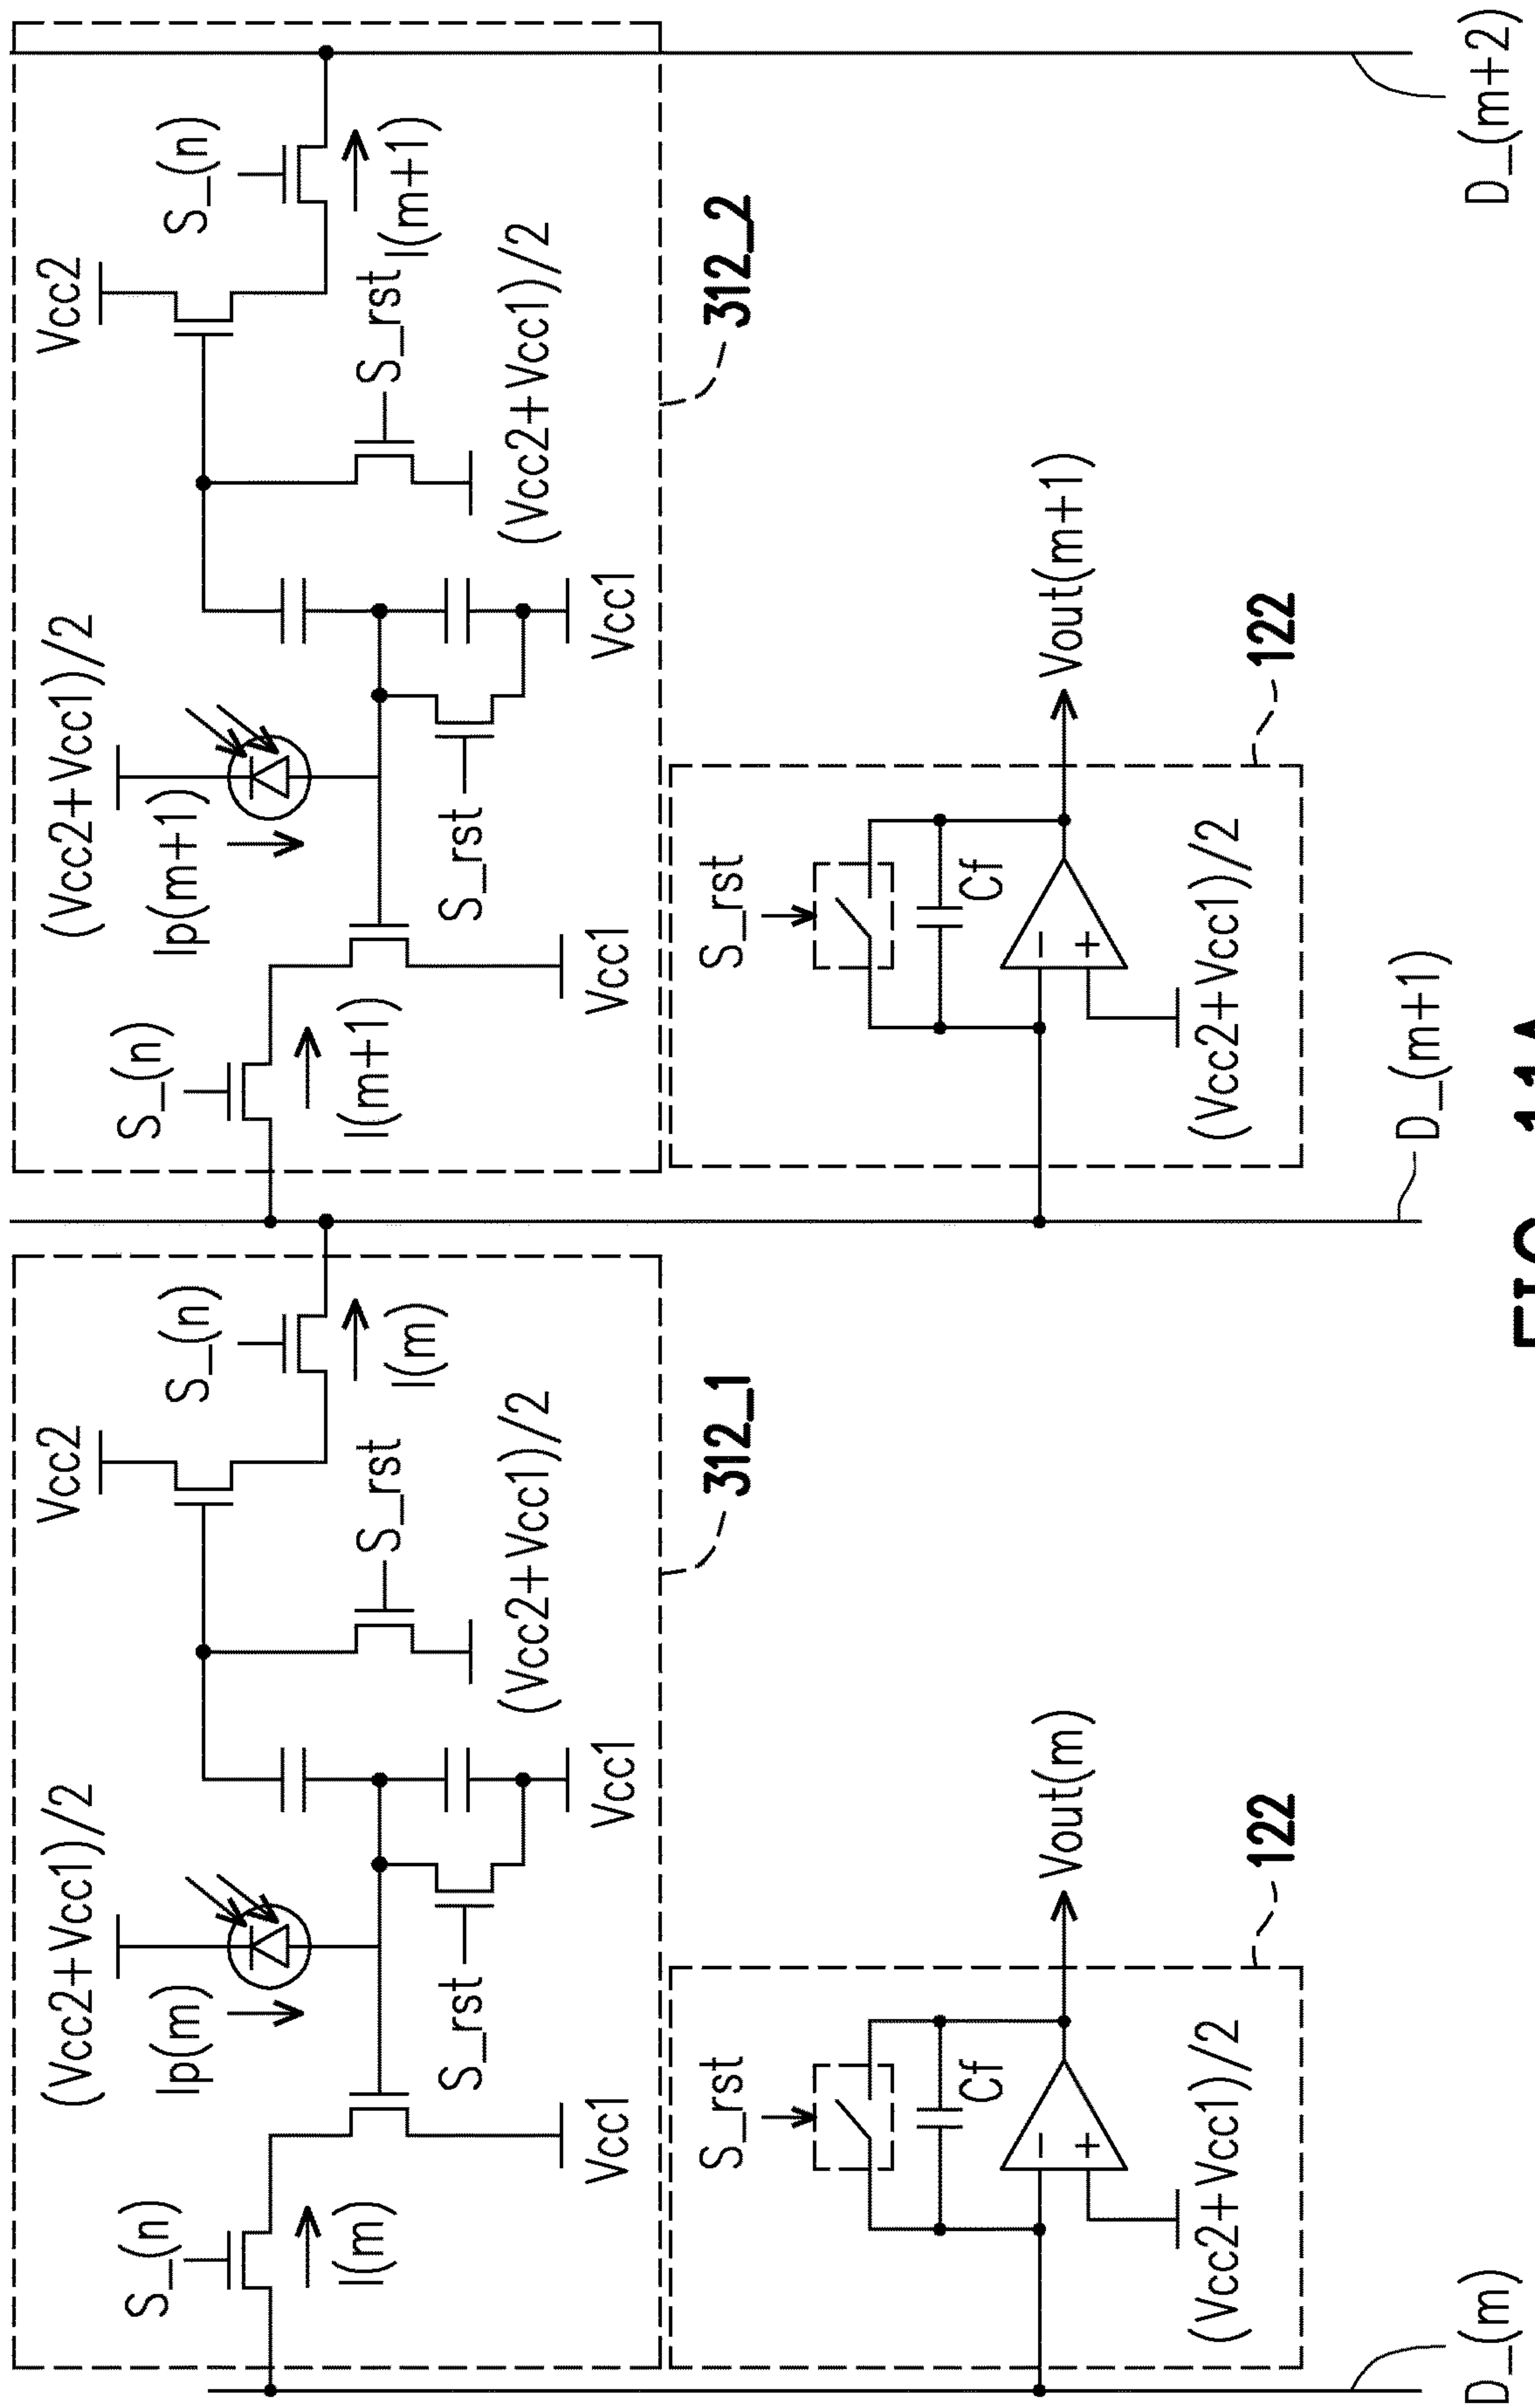 Vcc2
Vcc2
(Vcc2+Vcc1)/2
(Vcc2+Vcc1)/2
S_(n)
S_(n)
S_(n)
S_(n)
Ip(m)
Ip(m+1)
I(m)
I(m)
I(m+1)
I(m+1)
S_rst
S_rst
S_rst
S_rst
(Vcc2+Vcc1)/2
(Vcc2+Vcc1)/2
Vcc1
Vcc1
Vcc1
Vcc1
312_1
312_2
S_rst
S_rst
Cf
Cf
−
+
−
+
Vout(m)
Vout(m+1)
(Vcc2+Vcc1)/2
(Vcc2+Vcc1)/2
122
122
D_(m)
D_(m+1)
D_(m+2)
FIG. 11A